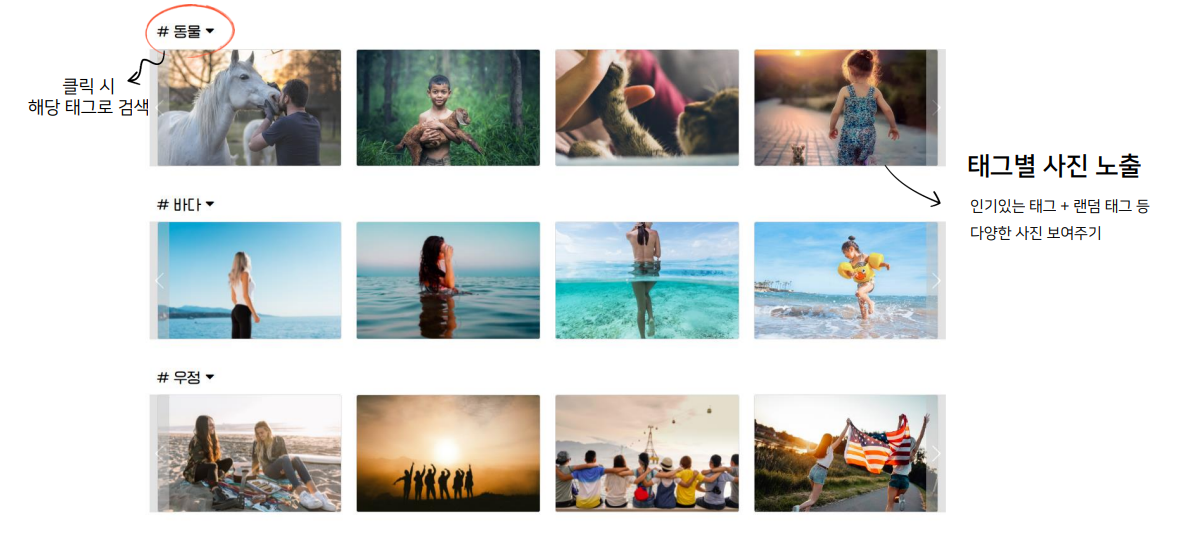 # 동물
클릭 시
해당 태그로 검색
태그별 사진 노출
인기있는 태그 + 랜덤 태그 등
다양한 사진 보여주기
# 바다
# 우정